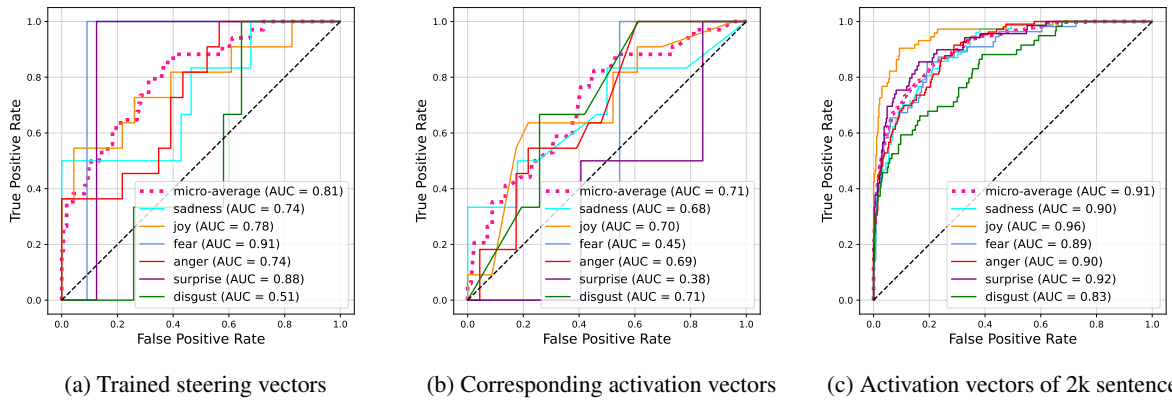 True Positive Rate
1.0
0.8
0.6
0.4
0.2
0.0
micro-average (AUC = 0.81)
sadness (AUC = 0.74)
joy (AUC = 0.78)
fear (AUC = 0.91)
anger (AUC = 0.74)
surprise (AUC = 0.88)
disgust (AUC = 0.51)
0.0 0.2 0.4 0.6 0.8 1.0
False Positive Rate
(a) Trained steering vectors
True Positive Rate
1.0
0.8
0.6
0.4
0.2
0.0
micro-average (AUC = 0.71)
sadness (AUC = 0.68)
joy (AUC = 0.70)
fear (AUC = 0.45)
anger (AUC = 0.69)
surprise (AUC = 0.38)
disgust (AUC = 0.71)
0.0 0.2 0.4 0.6 0.8 1.0
False Positive Rate
(b) Corresponding activation vectors
True Positive Rate
1.0
0.8
0.6
0.4
0.2
0.0
micro-average (AUC = 0.91)
sadness (AUC = 0.90)
joy (AUC = 0.96)
fear (AUC = 0.89)
anger (AUC = 0.90)
surprise (AUC = 0.92)
disgust (AUC = 0.83)
0.0 0.2 0.4 0.6 0.8 1.0
False Positive Rate
(c) Activation vectors of 2k sentenc